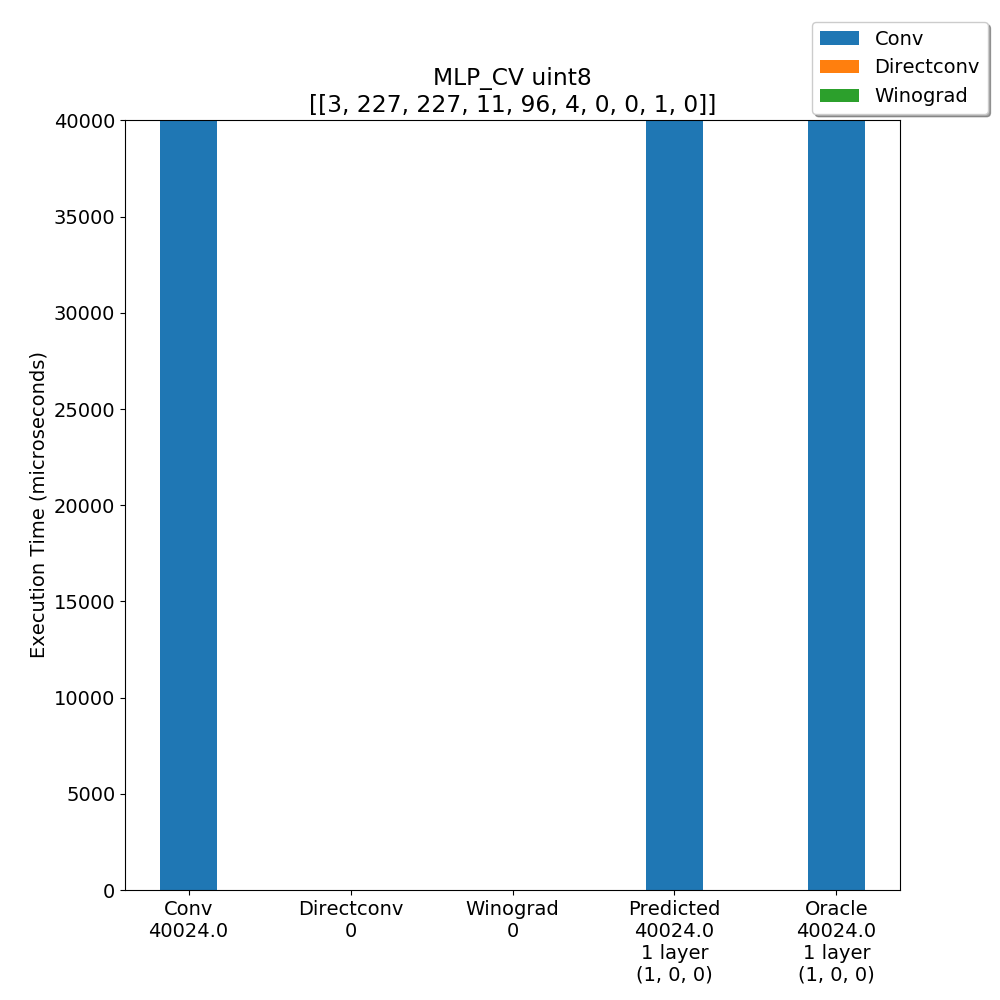 Conv
Directconv
Winograd
MLP_CV uint8
[[3, 227, 227, 11, 96, 4, 0, 0, 1, 0]]
Execution Time (microseconds)
40000
35000
30000
25000
20000
15000
10000
5000
0
Conv
40024.0
Directconv
0
Winograd
0
Predicted
40024.0
1 layer
(1, 0, 0)
Oracle
40024.0
1 layer
(1, 0, 0)